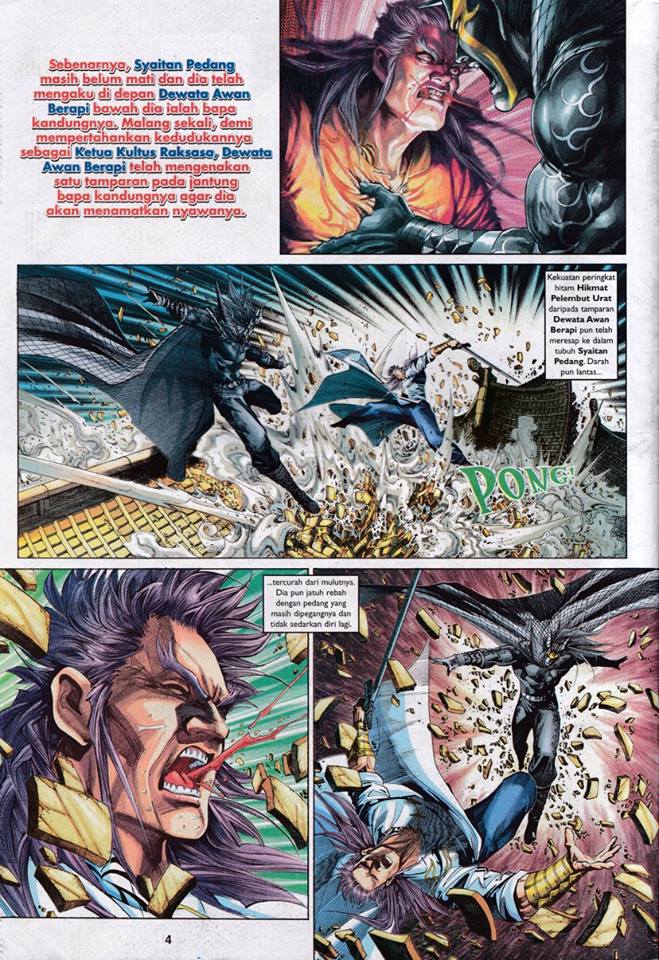 Sebenarnya, Syaitan Pedang
masih belum mati dan dia telah
mengaku di depan Dewata Awan
Berapi bawah dia ialah bapa
kandungnya. Malang sekali, demi
mempertahankan kedudukannya
sebagai Ketua Kultus Raksasa, Dewata
Awan Berapi telah mengenakan
satu tamparan pada jantung
bapa kandungnya agar dia
akan menamatkan nyawanya.
Kekuatan peringkat
hitam Hikmat
Pelembut Urat
daripada tamparan
Dewata Awan
Berapi pun telah
meresap ke dalam
tubuh Syaitan
Pedang. Darah
pun lantas...
PONG!
...tercurah dari mulutnya.
Dia pun jatuh rebah
dengan pedang yang
masih dipegangnya dan
tidak sedarkan diri lagi.
4